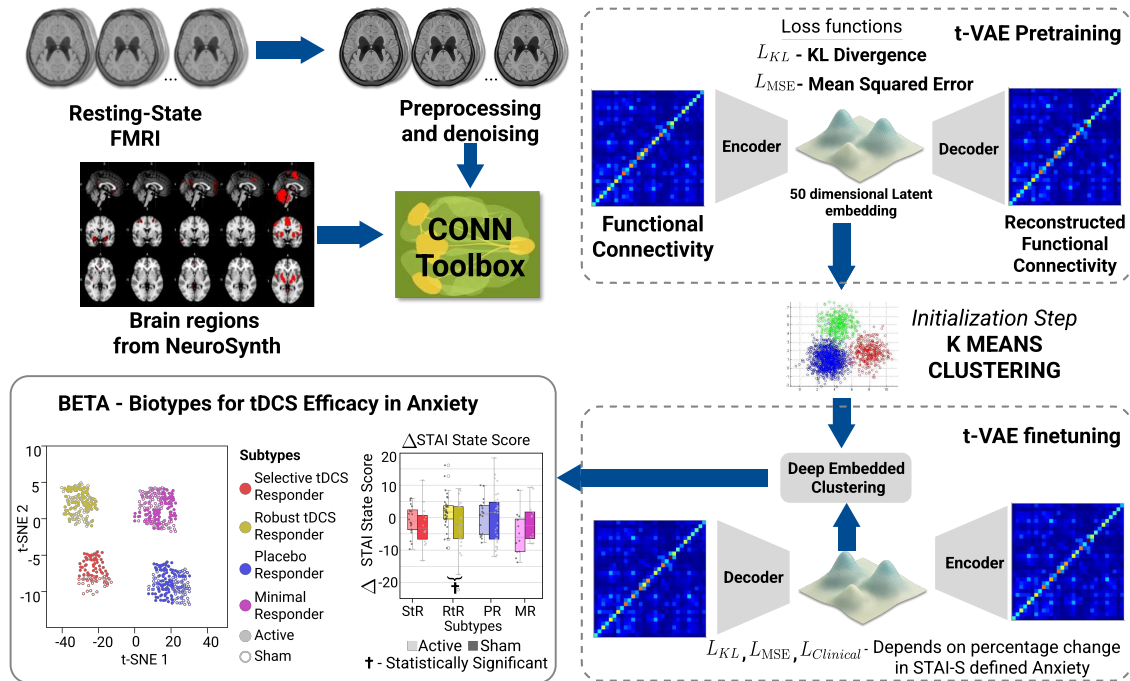 Resting-State
FMRI
...
Preprocessing
and denoising
...
Brain regions
from NeuroSynth
CONN
Toolbox
t-VAE Pretraining
Loss functions
L_KL - KL Divergence
L_MSE - Mean Squared Error
Encoder
Decoder
50 dimensional Latent
embedding
Functional
Connectivity
Reconstructed
Functional
Connectivity
Initialization Step
K MEANS
CLUSTERING
t-VAE finetuning
Deep Embedded
Clustering
Decoder
Encoder
L_KL, L_MSE, L_Clinical - Depends on percentage change
in STAI-S defined Anxiety
BETA - Biotypes for tDCS Efficacy in Anxiety
10
5
0
-5
-10
t-SNE 2
-40
-20
0
20
40
t-SNE 1
Subtypes
Selective tDCS
Responder
Robust tDCS
Responder
Placebo
Responder
Minimal
Responder
Active
Sham
△STAI State Score
20
10
0
-10
-20
△ STAI State Score
†
StR
RtR
PR
MR
Subtypes
Active
Sham
† - Statistically Significant